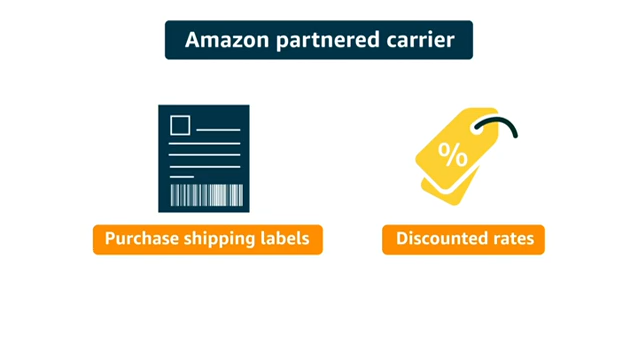 Amazon partnered carrier
%
Purchase shipping labels
Discounted rates